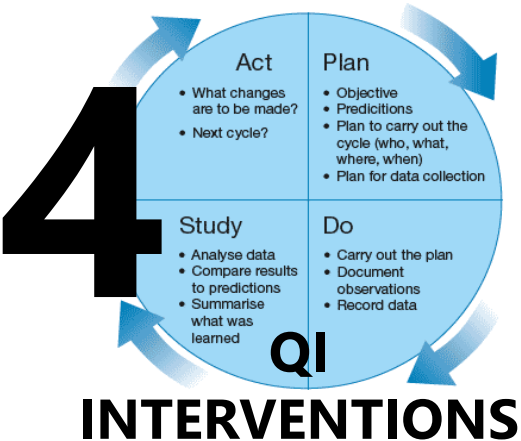 4
Act
• What changes
are to be made?
• Next cycle?
Plan
• Objective
• Predicitions
• Plan to carry out the
cycle (who, what,
where, when)
• Plan for data collection
Study
• Analyse data
• Compare results
to predictions
• Summarise
what was
learned
Do
• Carry out the plan
• Document
observations
• Record data
QI
INTERVENTIONS